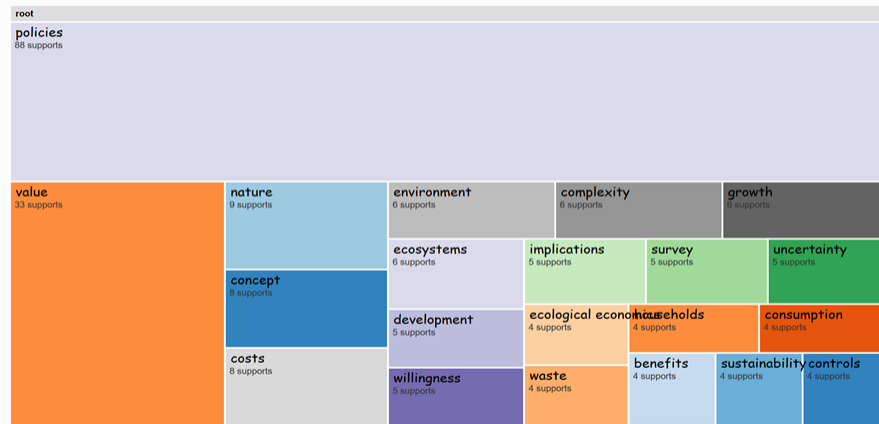 root
policies
88 supports
value
33 supports
nature
9 supports
environment
6 supports
complexity
6 supports
growth
6 supports
ecosystems
6 supports
implications
5 supports
survey
5 supports
uncertainty
5 supports
concept
8 supports
ecological economics
4 supports
households
4 supports
consumption
4 supports
development
5 supports
costs
8 supports
benefits
4 supports
sustainability
4 supports
controls
4 supports
willingness
5 supports
waste
4 supports